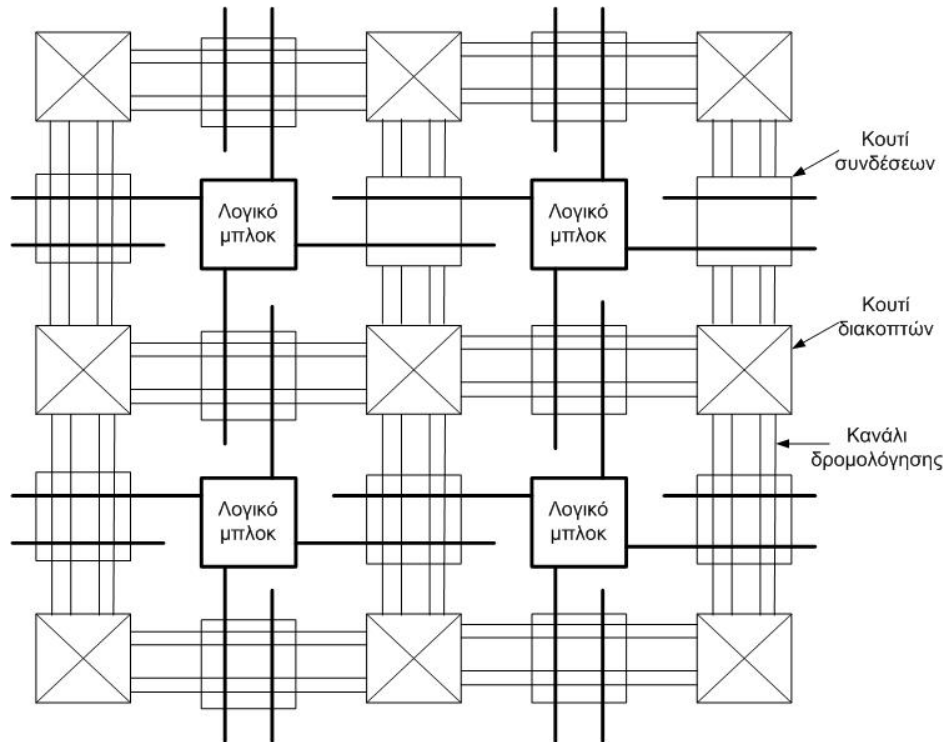 Κουτί
συνδέσεων
Λογικό
μπλοκ
Λογικό
μπλοκ
Κουτί
διακοπτών
Κανάλι
δρομολόγησης
Λογικό
μπλοκ
Λογικό
μπλοκ